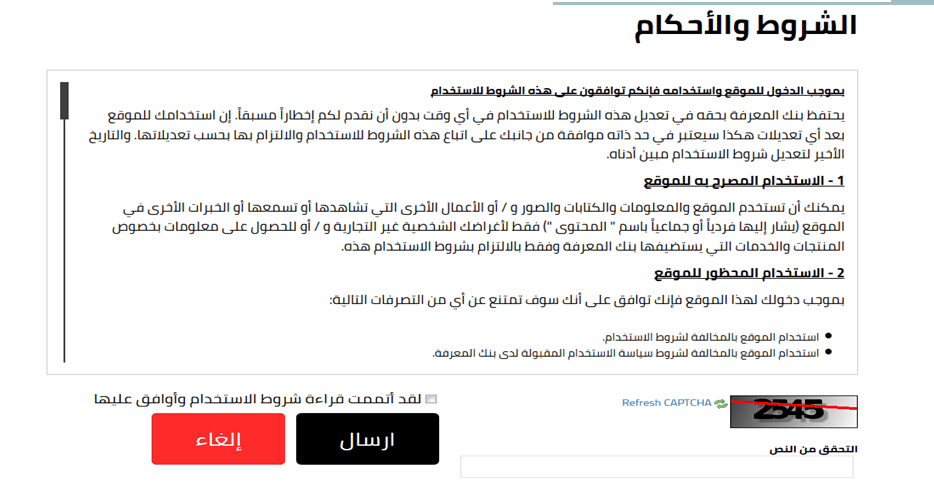 الشروط والأحكام
بموجب الدخول للموقع واستخدامه فإنكم توافقون على هذه الشروط للاستخدام
يحتفظ بنك المعرفة بحقه في تعديل هذه الشروط للاستخدام في أي وقت بدون أن نقدم لكم إخطاراً مسبقاً. إن استخدامك للموقع
بعد أي تعديلات هكذا سيعتبر في حد ذاته موافقة من جانبك على اتباع هذه الشروط للاستخدام والالتزام بها بحسب تعديلاتها. والتاريخ
الأخير لتعديل شروط الاستخدام مبين أدناه.
1 - الاستخدام المصرح به للموقع
يمكنك أن تستخدم الموقع والمعلومات والكتابات والصور و / أو الأعمال الأخرى التي تشاهدها أو تسمعها أو الخبرات الأخرى في
الموقع (يشار إليها فردياً أو جماعياً باسم " المحتوى ") فقط لأغراضك الشخصية غير التجارية و / أو للحصول على معلومات بخصوص
المنتجات والخدمات التي يستضيفها بنك المعرفة وفقط بالالتزام بشروط الاستخدام هذه.
2 - الاستخدام المحظور للموقع
بموجب دخولك لهذا الموقع فإنك توافق على أنك سوف تمتنع عن أي من التصرفات التالية:
● استخدام الموقع بالمخالفة لشروط الاستخدام.
● استخدام الموقع بالمخالفة لشروط سياسة الاستخدام المقبولة لدى بنك المعرفة.
2545
Refresh CAPTCHA
التحقق من النص
لقد أتممت قراءة شروط الاستخدام وأوافق عليها
ارسال
إلغاء